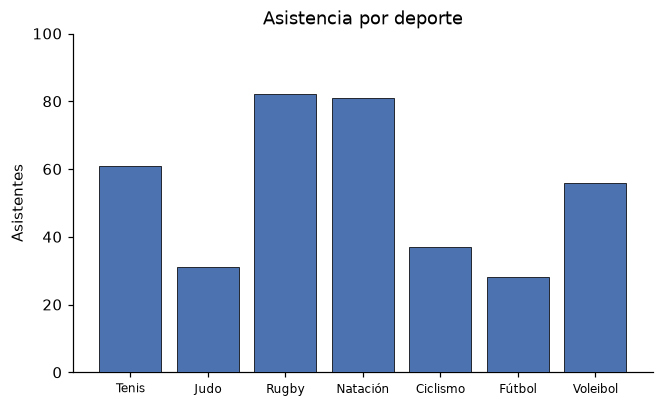 Asistencia por deporte
Asistentes
100
80
60
40
20
0
Tenis Judo Rugby Natación Ciclismo Fútbol Voleibol